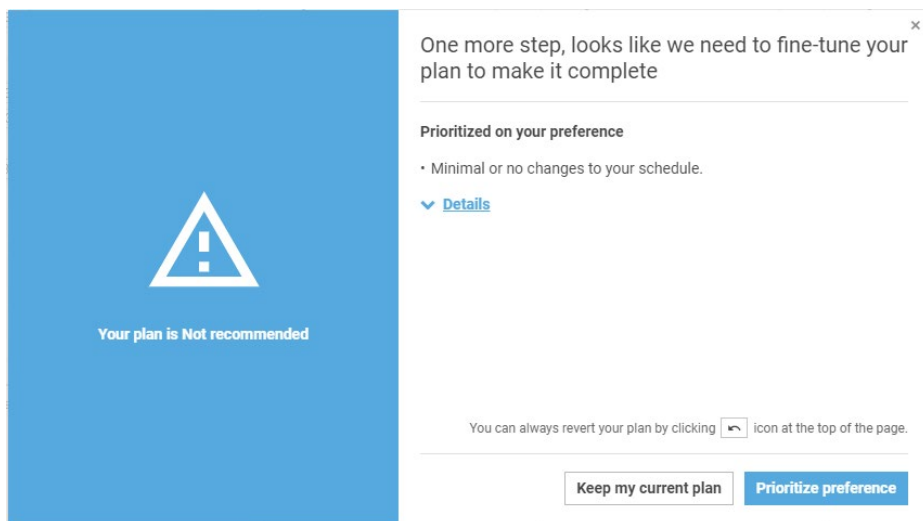 One more step, looks like we need to fine-tune your
plan to make it complete
Prioritized on your preference
• Minimal or no changes to your schedule.
Details
Your plan is Not recommended
You can always revert your plan by clicking icon at the top of the page.
Keep my current plan
Prioritize preference